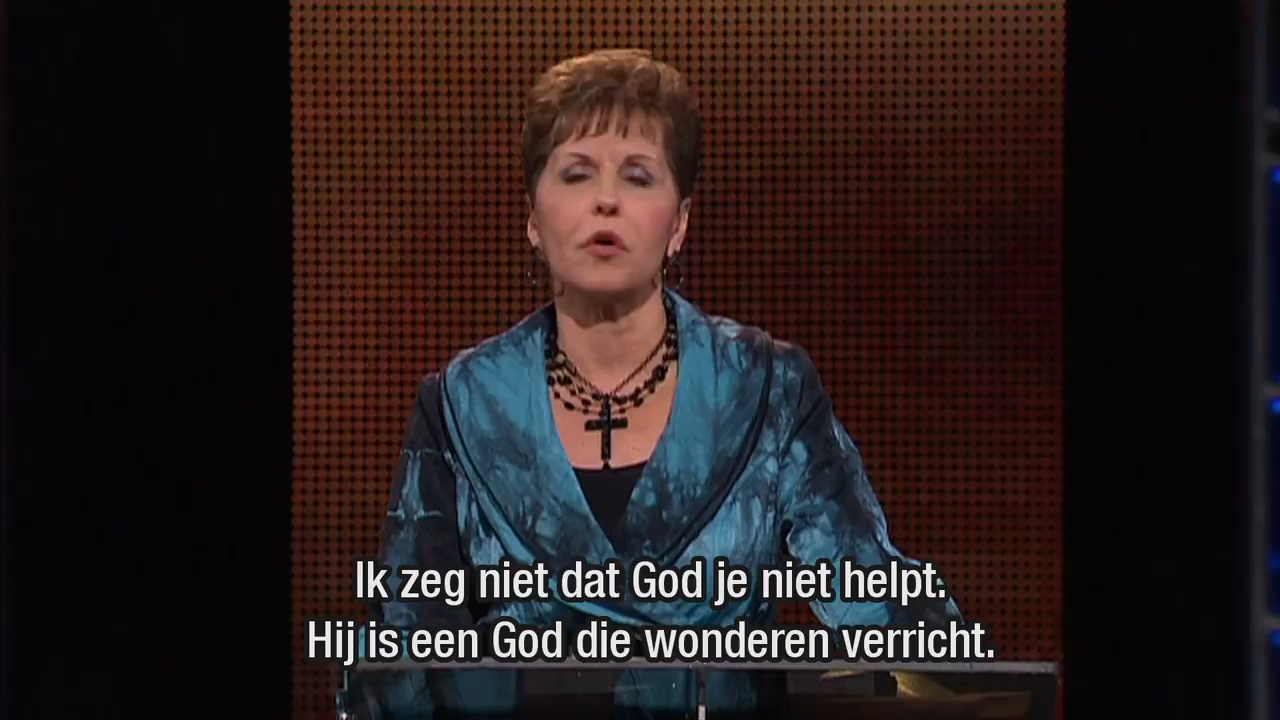 Ik zeg niet dat God je niet helpt.
Hij is een God die wonderen verricht.